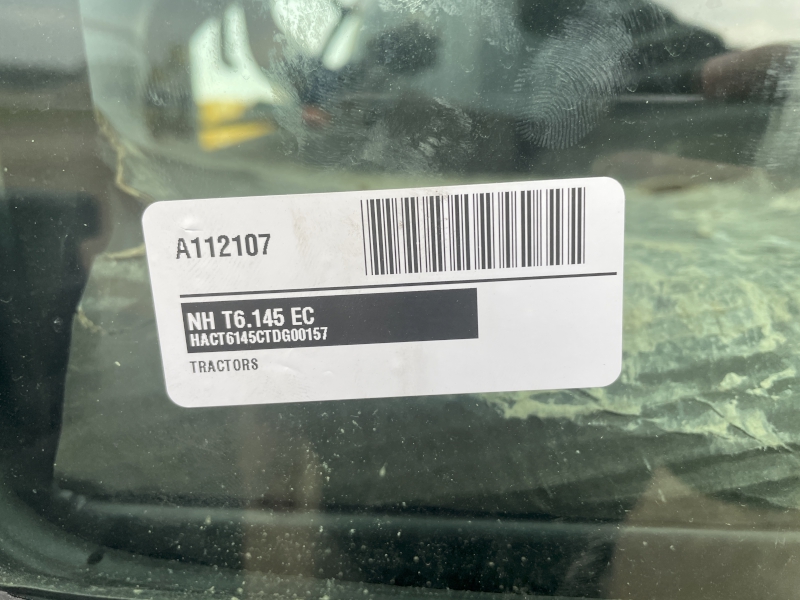 A112107
NH T6.145 EC
HACT6145CTDG00157
TRACTORS